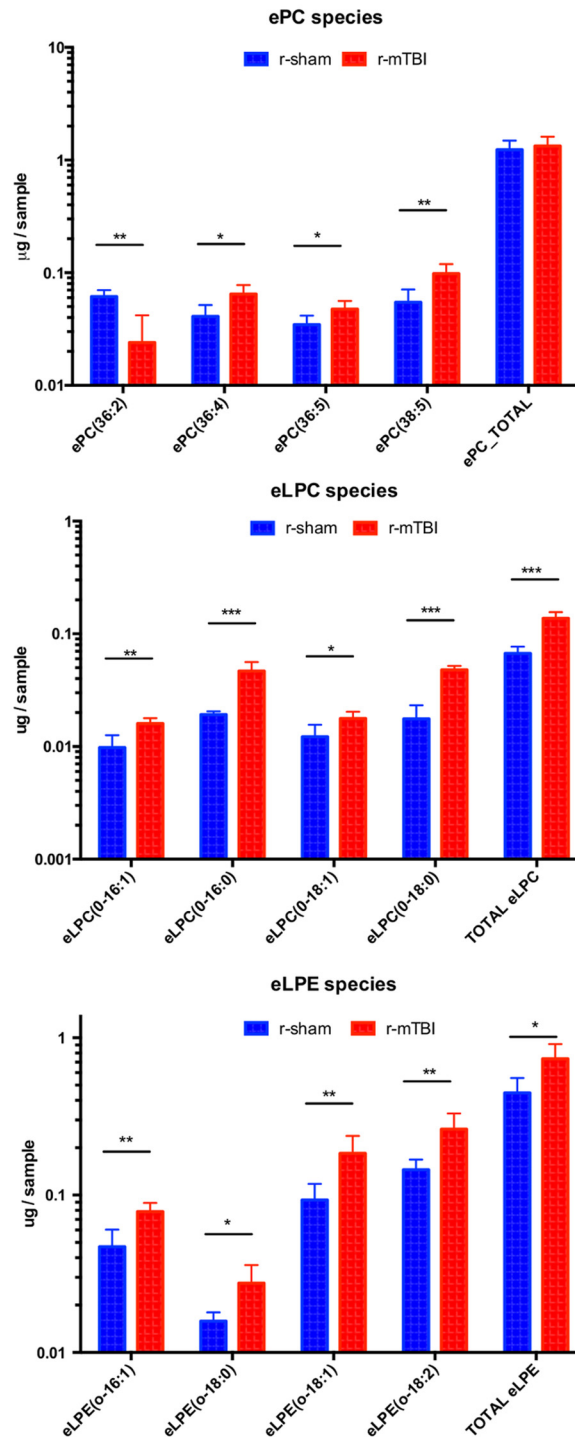 ePC species
r-sham r-mTBI
10
1
0.1
0.01
µg / sample
** * * **
ePC(36:2) ePC(36:4) ePC(36:5) ePC(38:5) ePC_TOTAL
eLPC species
r-sham r-mTBI
1
0.1
0.01
0.001
ug / sample
** *** * *** ***
eLPC(0-16:1) eLPC(0-16:0) eLPC(0-18:1) eLPC(0-18:0) TOTAL eLPC
eLPE species
r-sham r-mTBI
1
0.1
0.01
ug / sample
** * ** ** *
eLPE(o-16:1) eLPE(o-18:0) eLPE(o-18:1) eLPE(o-18:2) TOTAL eLPE